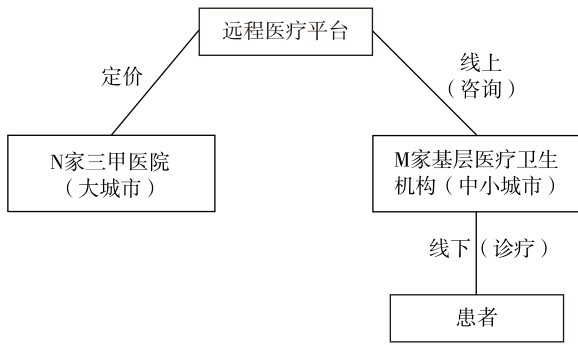 远程医疗平台
定价
线上
（咨询）
N家三甲医院
（大城市）
M家基层医疗卫生
机构（中小城市）
线下（诊疗）
患者